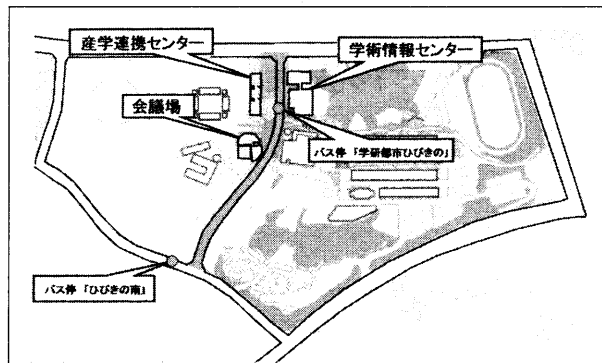 産学連携センター
学術情報センター
会議場
バス停 「学研都市ひびきの」
バス停 「ひびきの南」